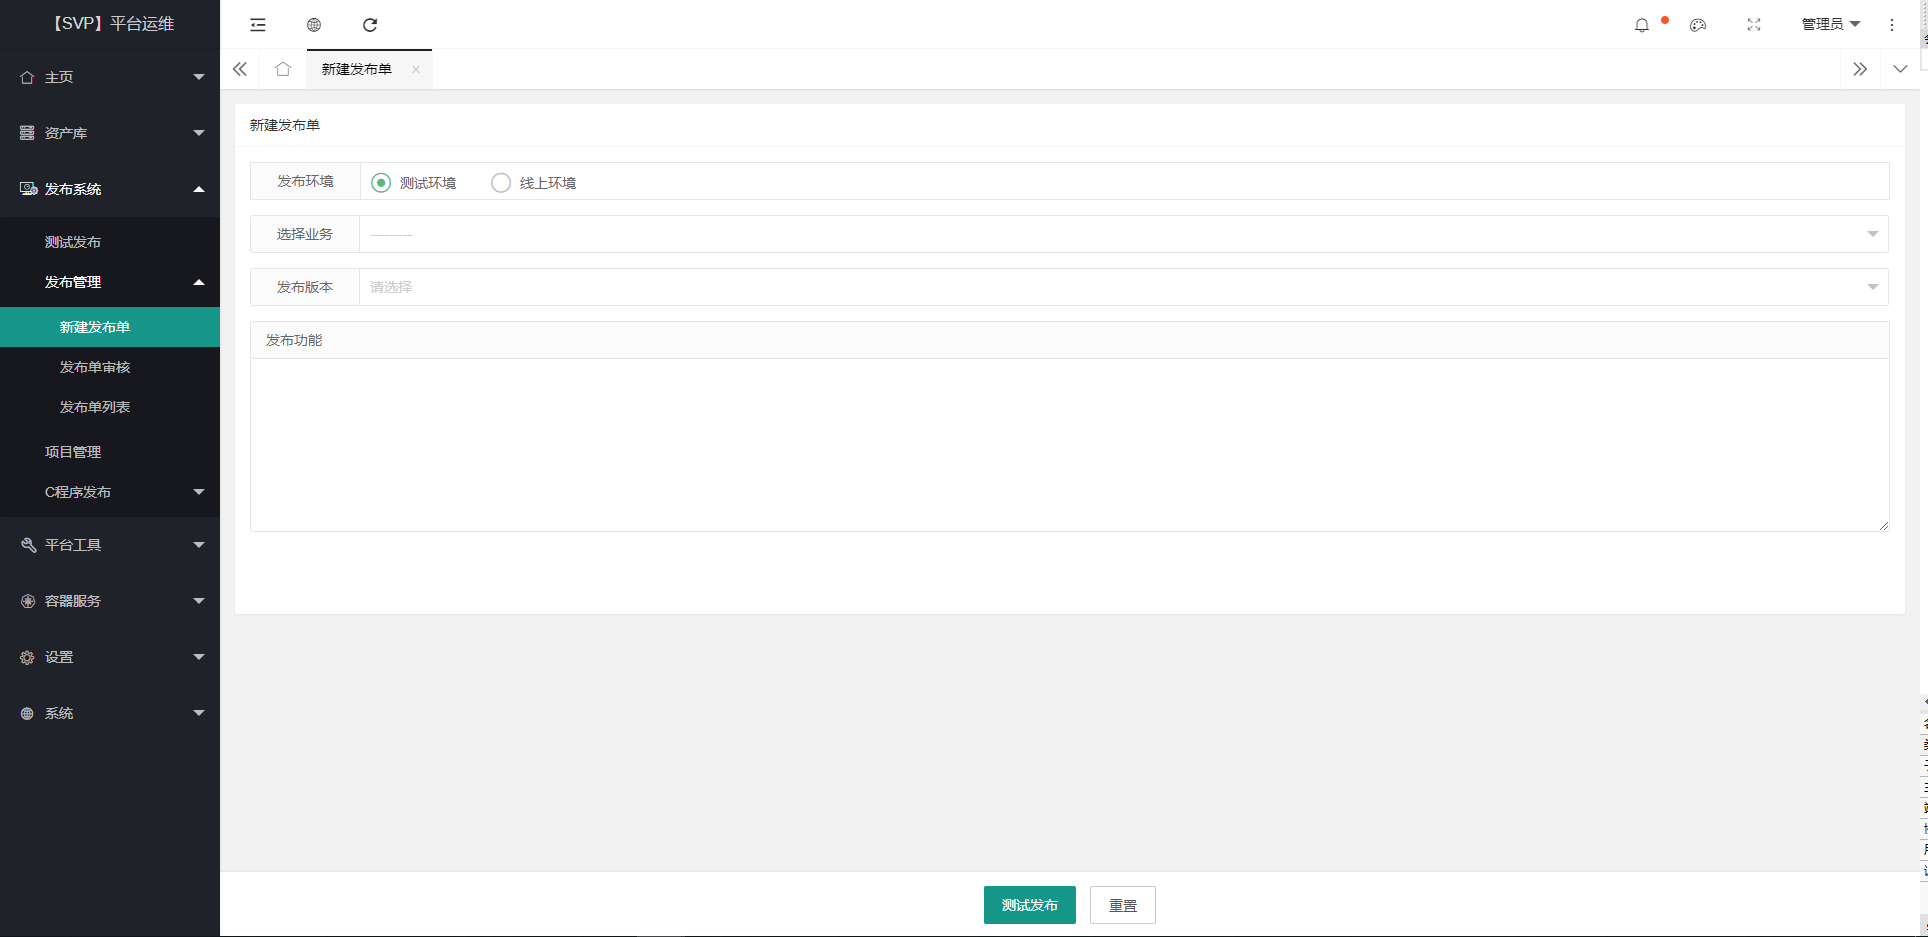 【SVP】平台运维
管理员
新建发布单
主页
资产库
发布系统
测试发布
发布管理
新建发布单
发布单审核
发布单列表
项目管理
C程序发布
平台工具
容器服务
设置
系统
新建发布单
发布环境 测试环境 线上环境
选择业务 ---------
发布版本 请选择
发布功能
测试发布 重置